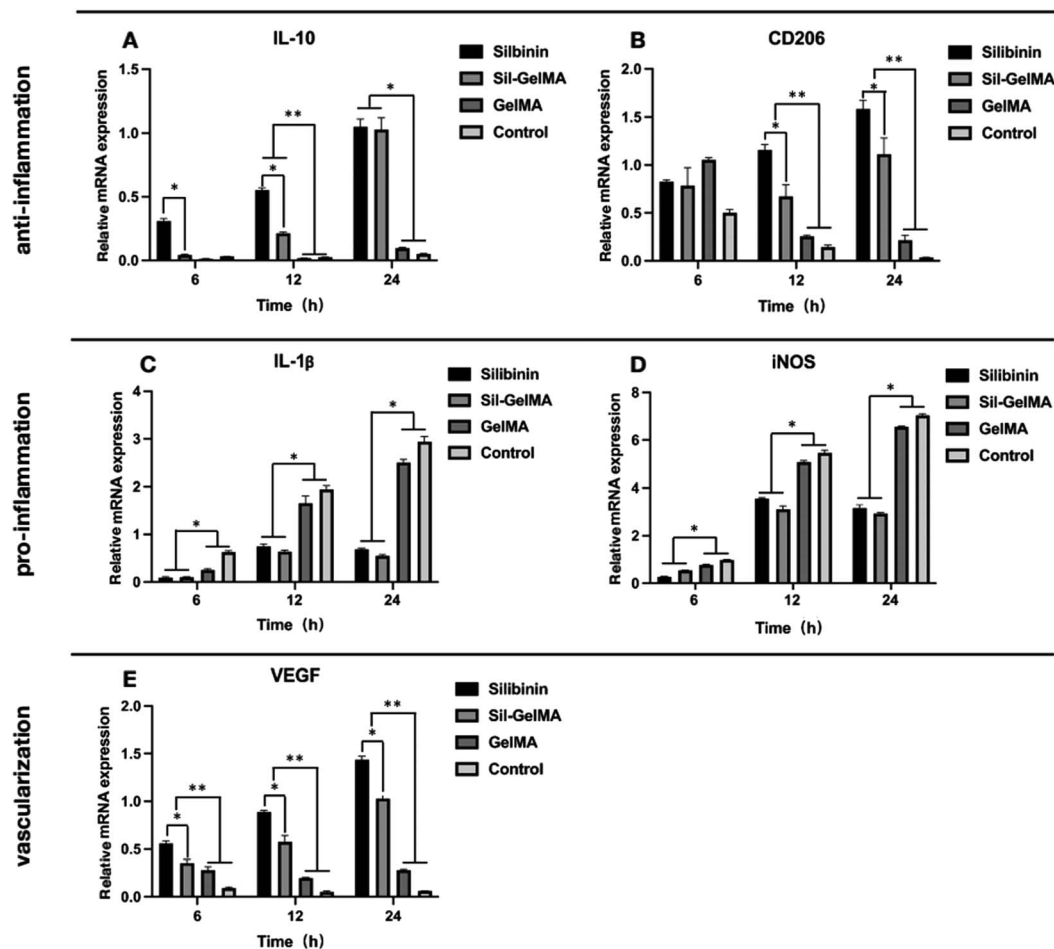 anti-inflammation
A
IL-10
Relative mRNA expression
1.5
1.0
0.5
0.0
*
*
**
*
6
12
24
Time (h)
Silbinin
Sil-GelMA
GelMA
Control
B
CD206
Relative mRNA expression
2.0
1.5
1.0
0.5
0.0
*
**
*
**
6
12
24
Time (h)
Silibinin
Sil-GelMA
GelMA
Control
pro-inflammation
C
IL-1β
Relative mRNA expression
4
3
2
1
0
*
*
*
6
12
24
Time (h)
Silibinin
Sil-GelMA
GelMA
Control
D
iNOS
Relative mRNA expression
8
6
4
2
0
*
*
*
6
12
24
Time (h)
Silibinin
Sil-GelMA
GelMA
Control
vascularization
E
VEGF
Relative mRNA expression
2.0
1.5
1.0
0.5
0.0
*
**
*
**
*
**
6
12
24
Time (h)
Silibinin
Sil-GelMA
GelMA
Control